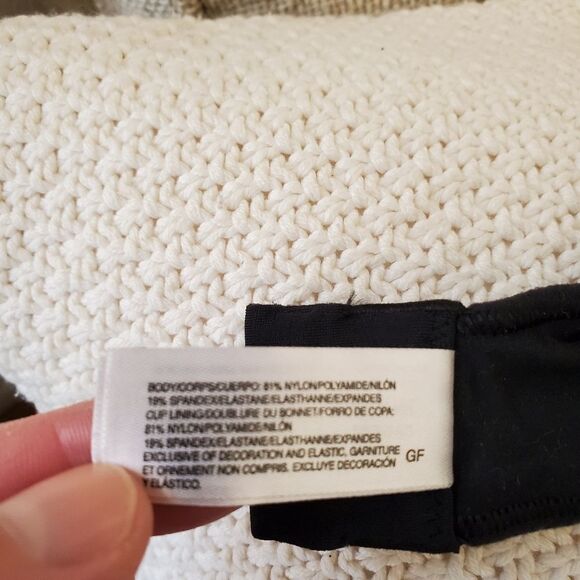 BODY/CORPS/CUERPO: 81% NYLON/POLYAMIDE/NILÓN
19% SPANDEX/ELASTANE/ELASTHANNE/EXPANDES
CUP LINING/DOUBLURE DU BONNET/FORRO DE COPA:
81% NYLON/POLYAMIDE/NILÓN
19% SPANDEX/ELASTANE/ELASTHANNE/EXPANDES
EXCLUSIVE OF DECORATION AND ELASTIC, GARNITURE
ET ORNEMENT NON COMPRIS. EXCLUYE DECORACIÓN
Y ELÁSTICO.
GF